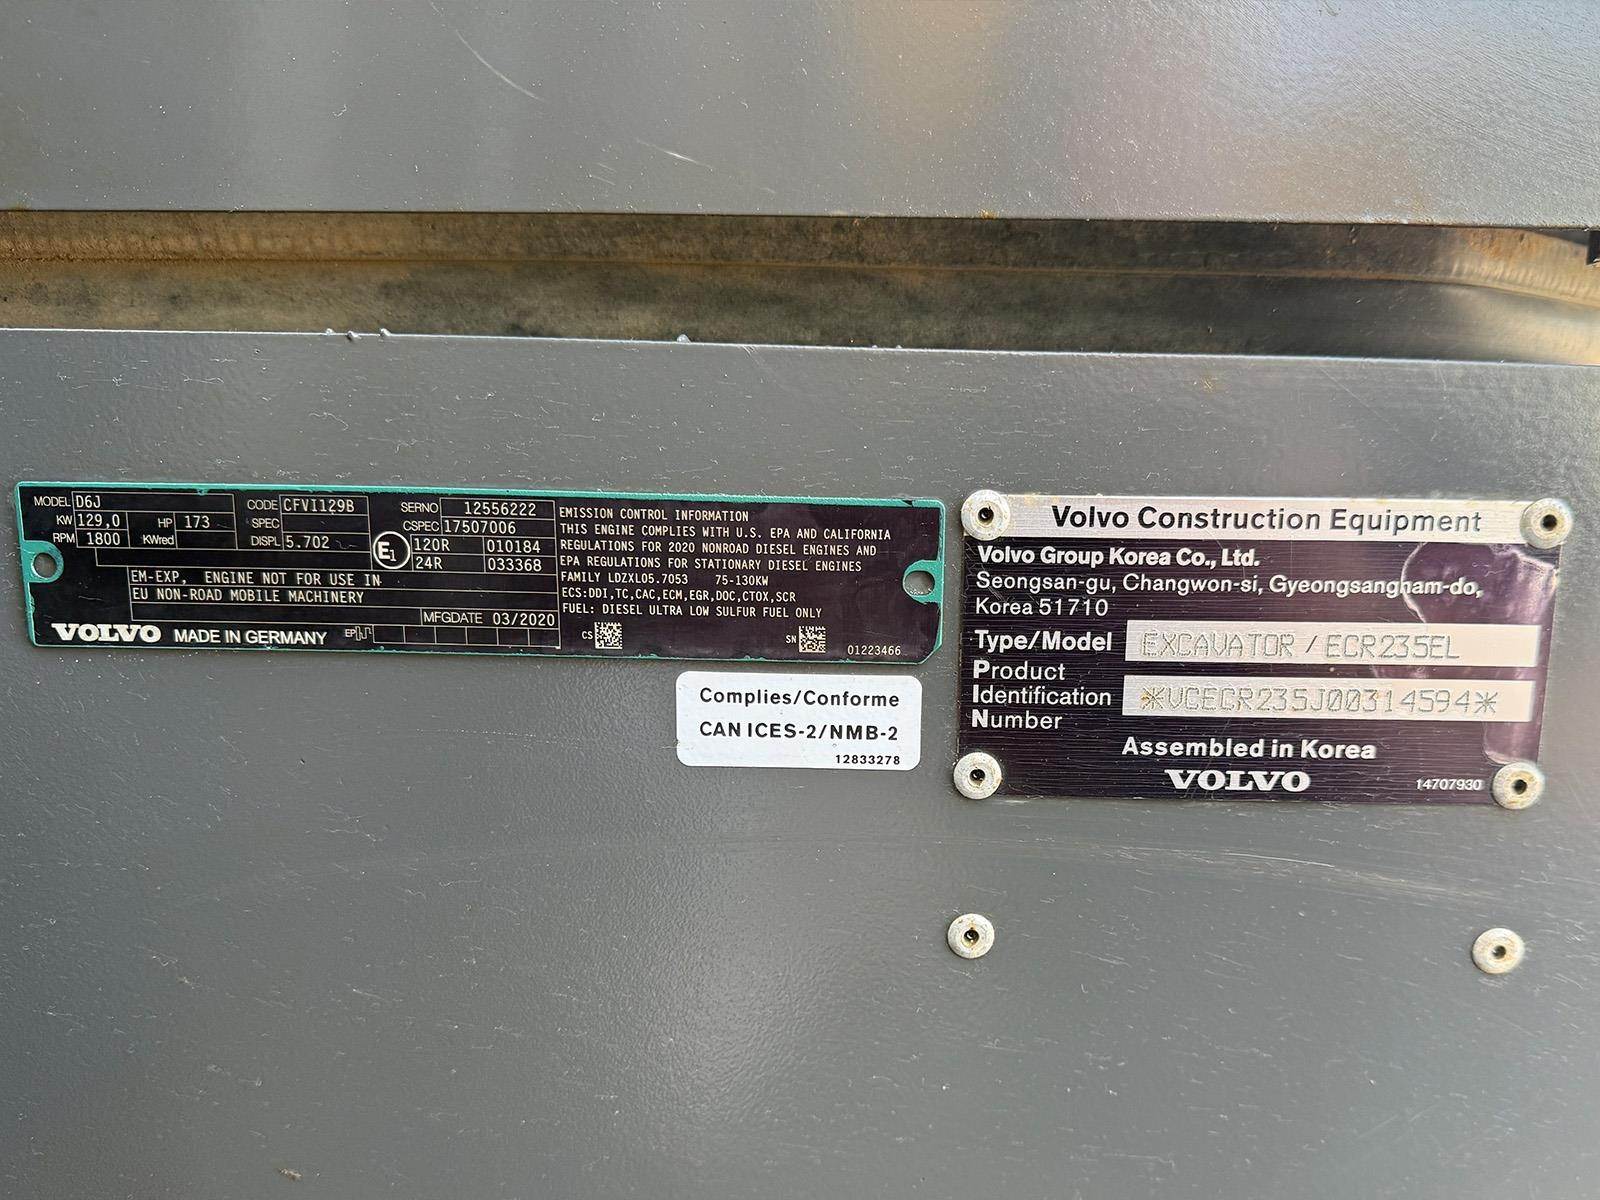 MODEL D6J CODE CFVI129B SERNO 12556222
KW 129,0 HP 173 SPEC CSPEC 17507006
RPM 1800 KWred DISPL 5.702 E1 120R 010184
24R 033368
EM-EXP, ENGINE NOT FOR USE IN
EU NON-ROAD MOBILE MACHINERY
MFGDATE 03/2020
VOLVO MADE IN GERMANY EP
EMISSION CONTROL INFORMATION
THIS ENGINE COMPLIES WITH U.S. EPA AND CALIFORNIA
REGULATIONS FOR 2020 NONROAD DIESEL ENGINES AND
EPA REGULATIONS FOR STATIONARY DIESEL ENGINES
FAMILY LDZXL05.7053 75-130KW
ECS:DDI,TC,CAC,ECM,EGR,DOC,CTOX,SCR
FUEL: DIESEL ULTRA LOW SULFUR FUEL ONLY
CS SN 01223466
Complies/Conforme
CAN ICES-2/NMB-2
12833278
Volvo Construction Equipment
Volvo Group Korea Co., Ltd.
Seongsan-gu, Changwon-si, Gyeongsangnam-do,
Korea 51710
Type/Model EXCAVATOR / ECR235EL
Product
Identification *VCECR235J00314594*
Number
Assembled in Korea
VOLVO 14707930